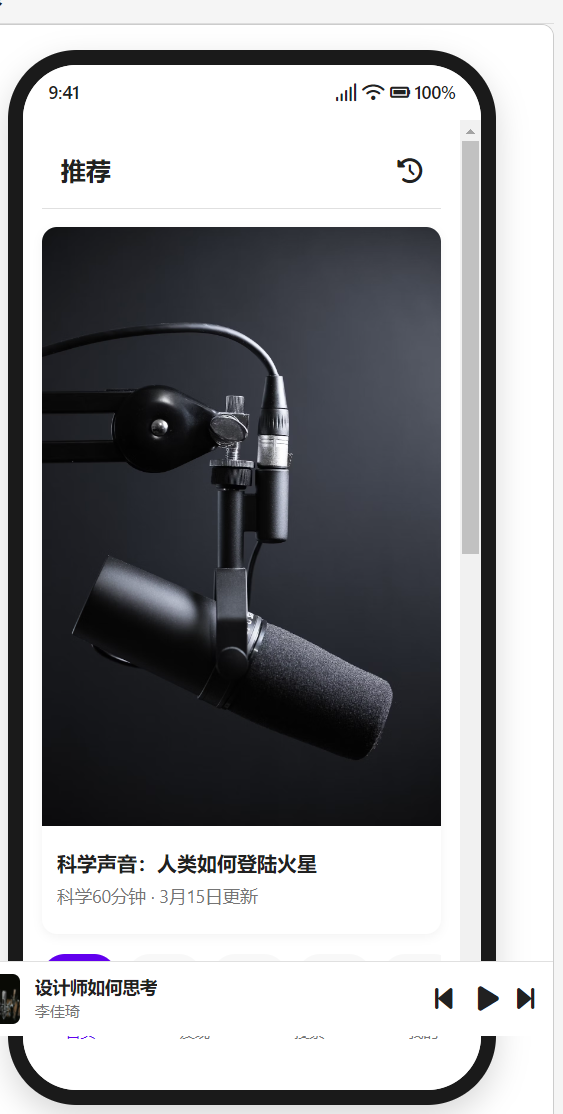 9:41 100%
推荐
科学声音：人类如何登陆火星
科学60分钟 · 3月15日更新
设计师如何思考
李佳琦